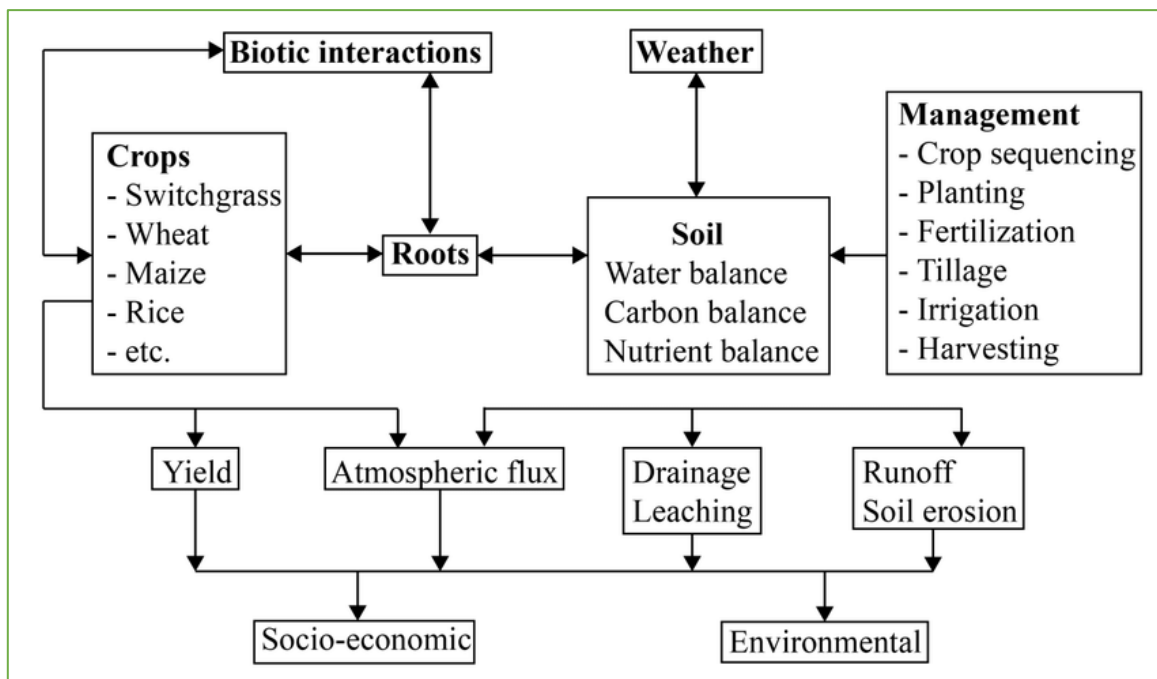 Biotic interactions
Weather
Crops
- Switchgrass
- Wheat
- Maize
- Rice
- etc.
Roots
Soil
Water balance
Carbon balance
Nutrient balance
Management
- Crop sequencing
- Planting
- Fertilization
- Tillage
- Irrigation
- Harvesting
Yield
Atmospheric flux
Drainage
Leaching
Runoff
Soil erosion
Socio-economic
Environmental